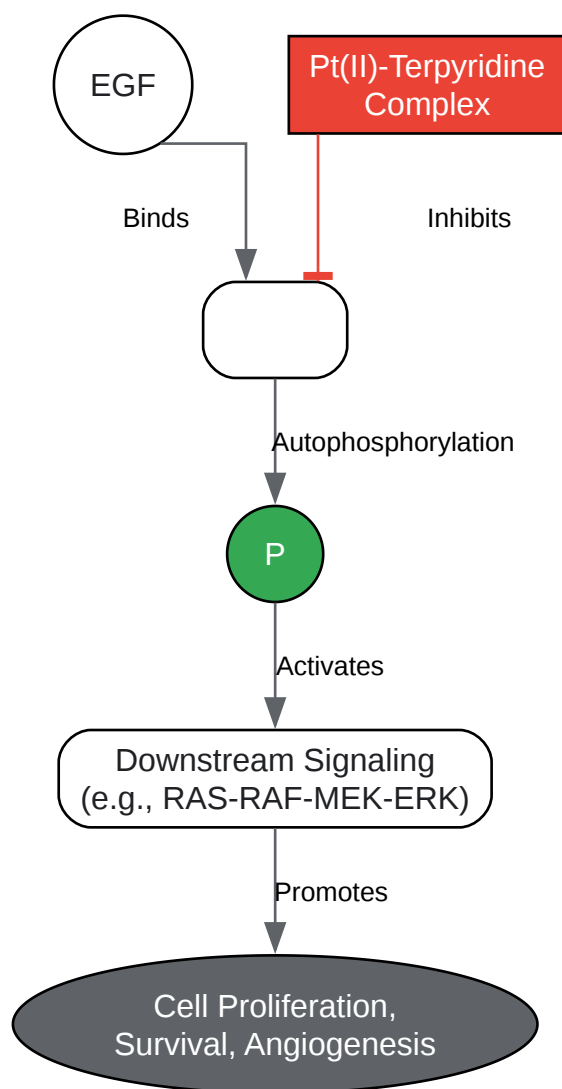 EGF
Pt(II)-Terpyridine
Complex
Binds
Inhibits
Autophosphorylation
P
Activates
Downstream Signaling
(e.g., RAS-RAF-MEK-ERK)
Promotes
Cell Proliferation,
Survival, Angiogenesis